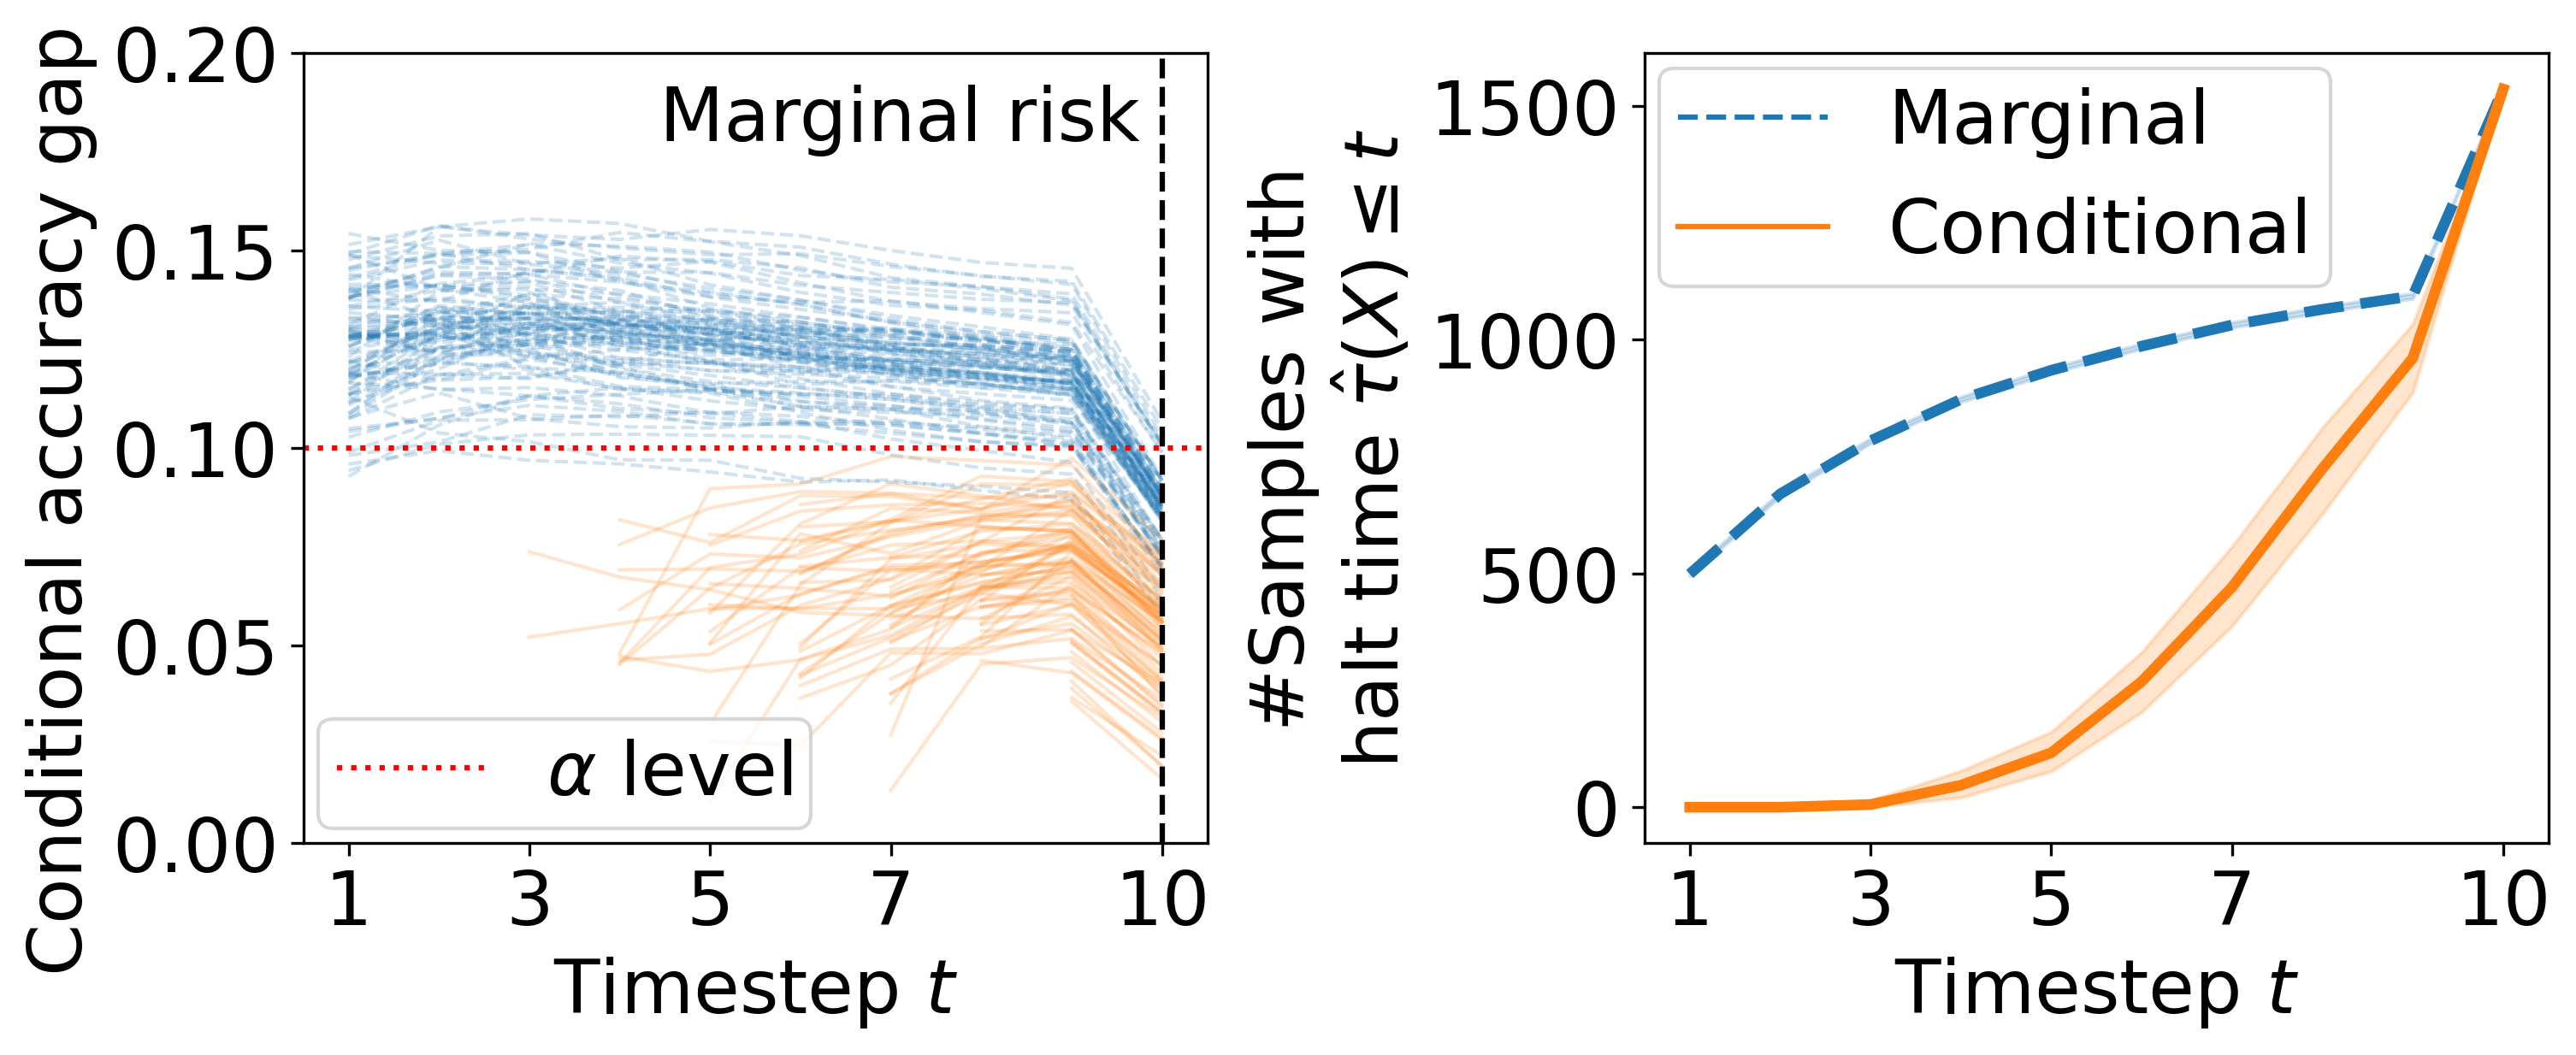 Conditional accuracy gap
0.20
0.15
0.10
0.05
0.00
Marginal risk
α level
1 3 5 7 10
Timestep t
#Samples with
halt time τ̂(X) ≤ t
1500
1000
500
0
Marginal
Conditional
1 3 5 7 10
Timestep t